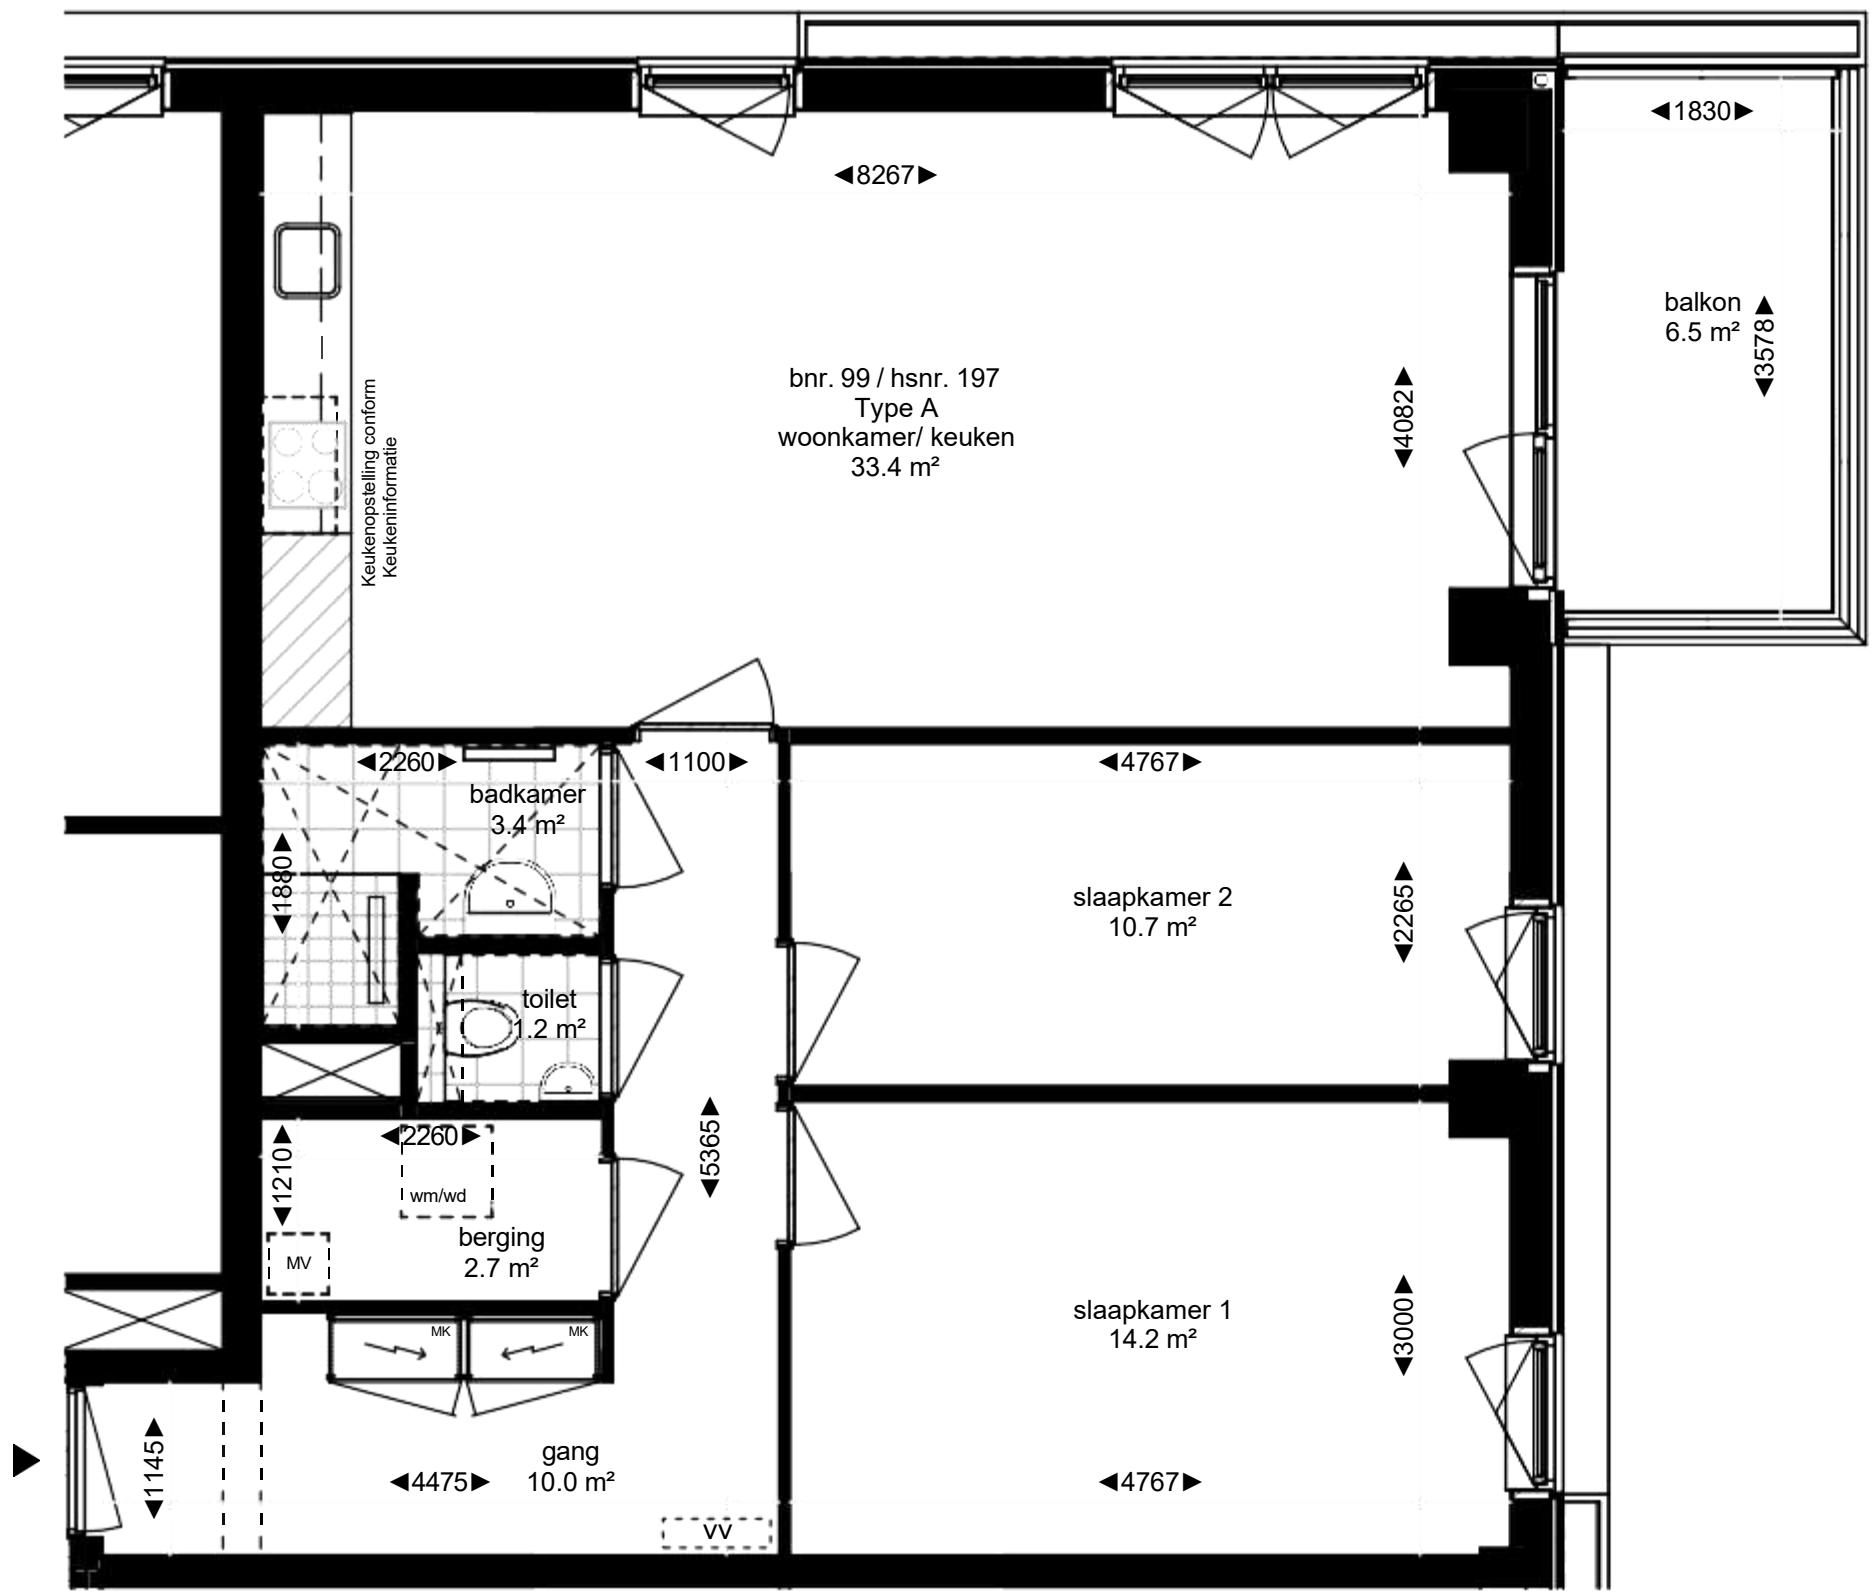 ◄1830►
◄8267►
balkon
6.5 m²
◄3578►
bnr. 99 / hsnr. 197
Type A
woonkamer/ keuken
33.4 m²
◄4082►
Keukenopstelling conform
Keukeninformatie
◄2260►
◄1100►
◄4767►
badkamer
3.4 m²
◄1880►
slaapkamer 2
10.7 m²
◄2265►
toilet
1.2 m²
◄2260►
◄1210►
◄5365►
wm/wd
berging
2.7 m²
MV
MK
MK
slaapkamer 1
14.2 m²
◄3000►
◄1145►
gang
10.0 m²
◄4475►
◄4767►
VV